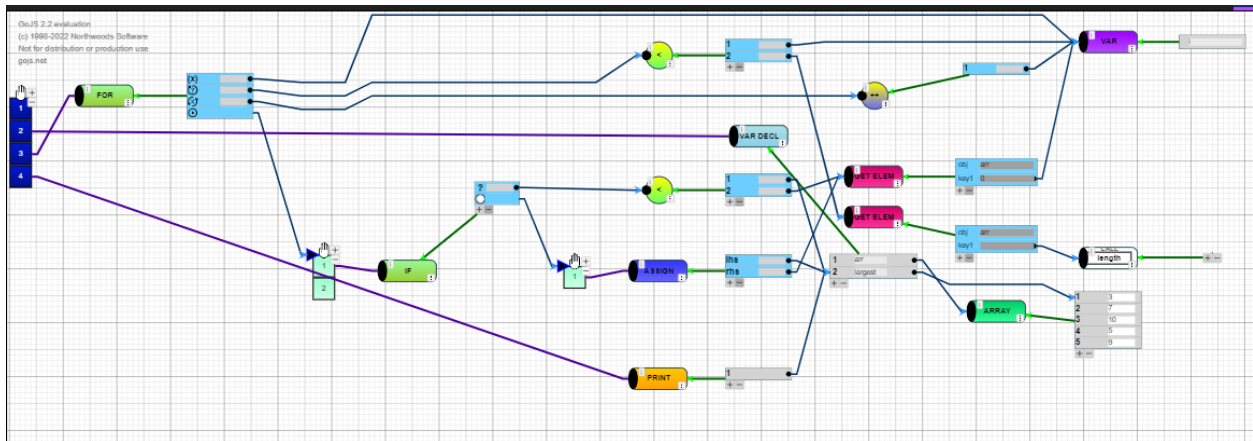 GoJS 2.2 evaluation
(c) 1998-2022 Northwoods Software
Not for distribution or production use
gojs.net
1
2
3
4
FOR
(x)
<
1
2
+ −
VAR
1
++
VAR DECL
?
+ −
<
1
2
+ −
GET ELEM
obj arr
key1 0
+ −
GET ELEM
obj arr
key1
+ −
CALL
length
+ −
1
2
IF
1
ASSIGN
lhs
rhs
+ −
1 arr
2 largest
+ −
ARRAY
1 3
2 7
3 10
4 5
5 9
+ −
PRINT
1
+ −